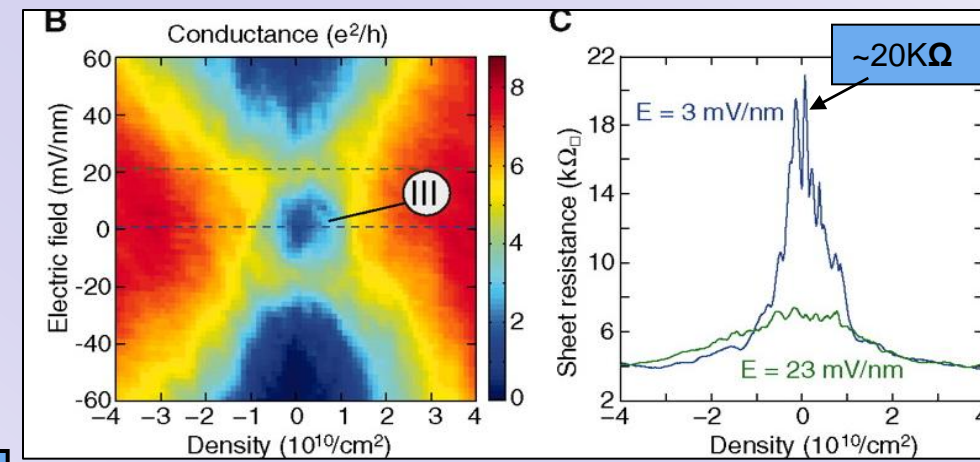 B
Conductance (e²/h)
60
40
20
0
-20
-40
-60
Electric field (mV/nm)
−4 −3 −2 −1 0 1 2 3 4
Density (10¹⁰/cm²)
8
6
4
2
0
III
C
~20KΩ
22
18
14
10
6
2
Sheet resistance (kΩ□)
E = 3 mV/nm
E = 23 mV/nm
−4 −2 0 2 4
Density (10¹⁰/cm²)